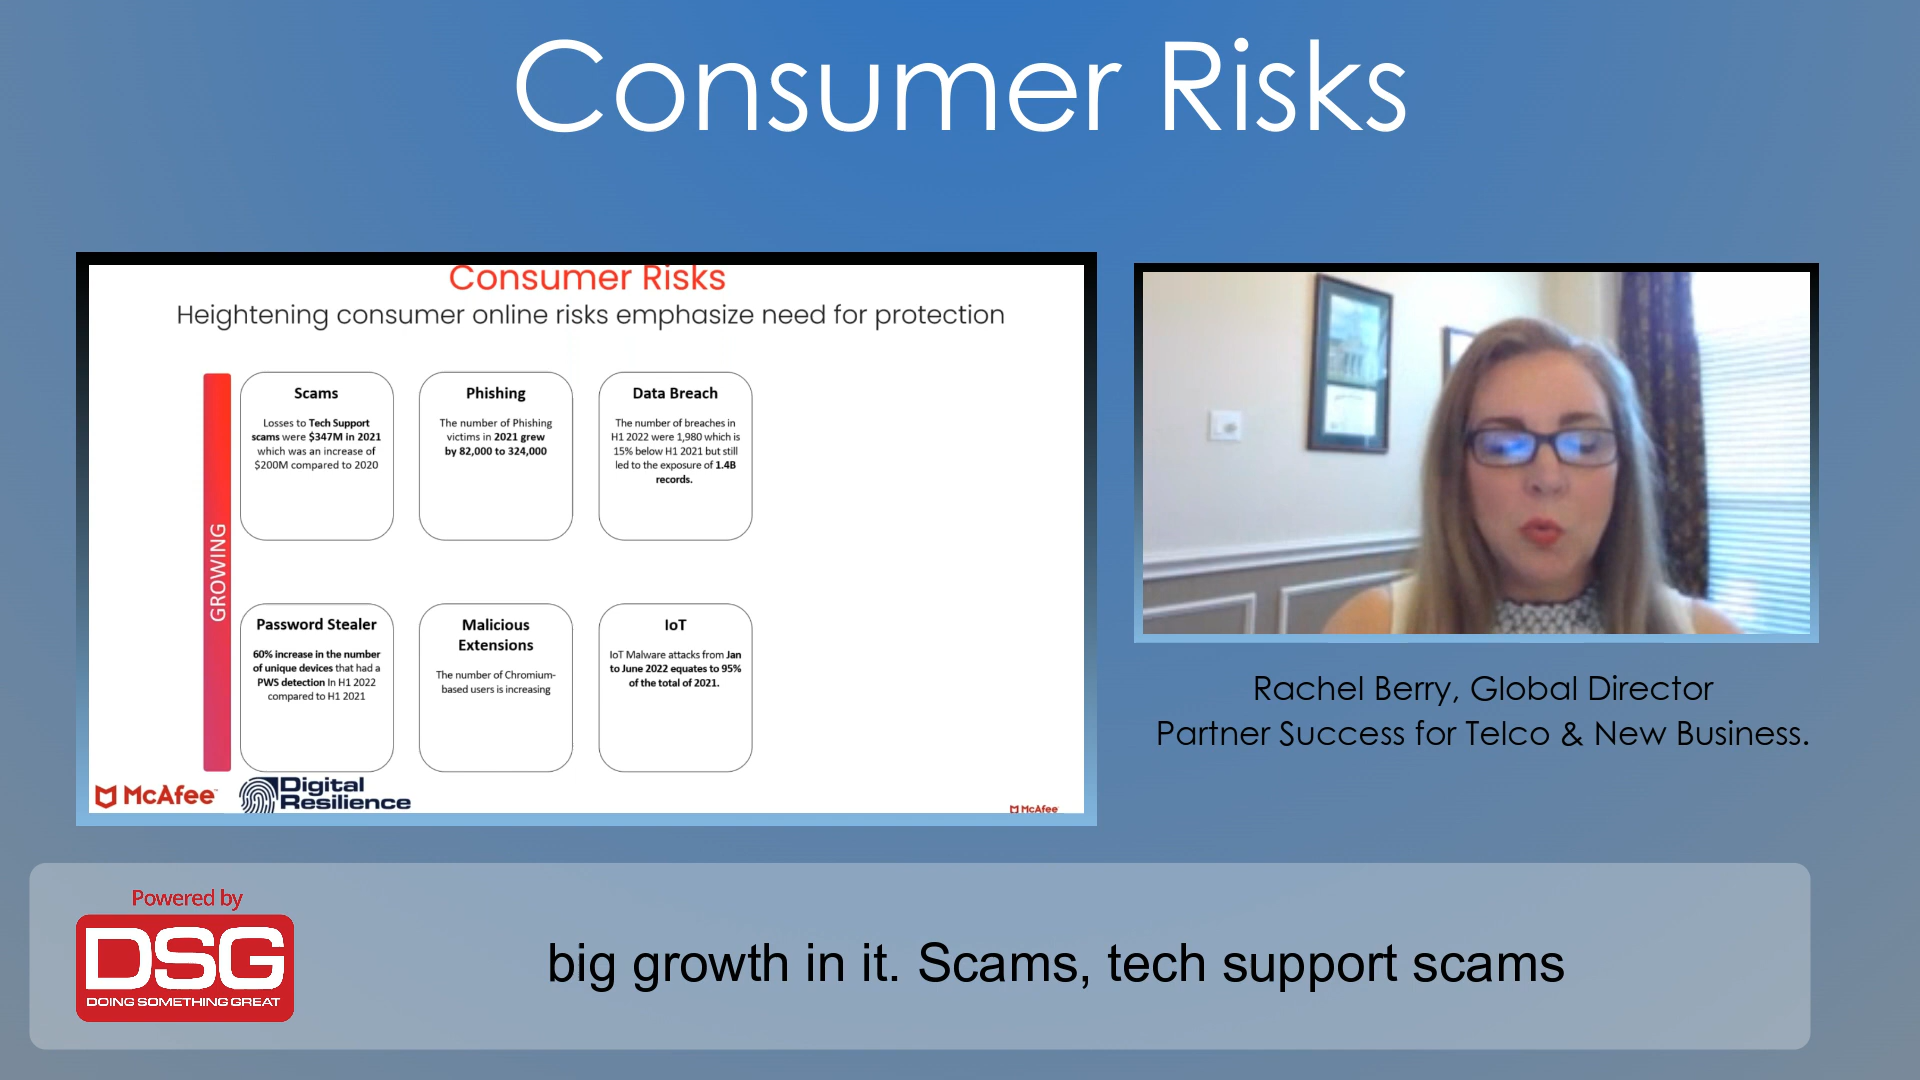 Consumer Risks
Consumer Risks
Heightening consumer online risks emphasize need for protection
GROWING
Scams
Losses to Tech Support
scams were $347M in 2021
which was an increase of
$200M compared to 2020
Phishing
The number of Phishing
victims in 2021 grew
by 82,000 to 324,000
Data Breach
The number of breaches in
H1 2022 were 1,980 which is
15% below H1 2021 but still
led to the exposure of 1.4B
records.
Password Stealer
60% increase in the number
of unique devices that had a
PWS detection In H1 2022
compared to H1 2021
Malicious
Extensions
The number of Chromium-
based users is increasing
IoT
IoT Malware attacks from Jan
to June 2022 equates to 95%
of the total of 2021.
McAfee™
Digital
Resilience
McAfee
Rachel Berry, Global Director
Partner Success for Telco & New Business.
Powered by
DSG
DOING SOMETHING GREAT
big growth in it. Scams, tech support scams